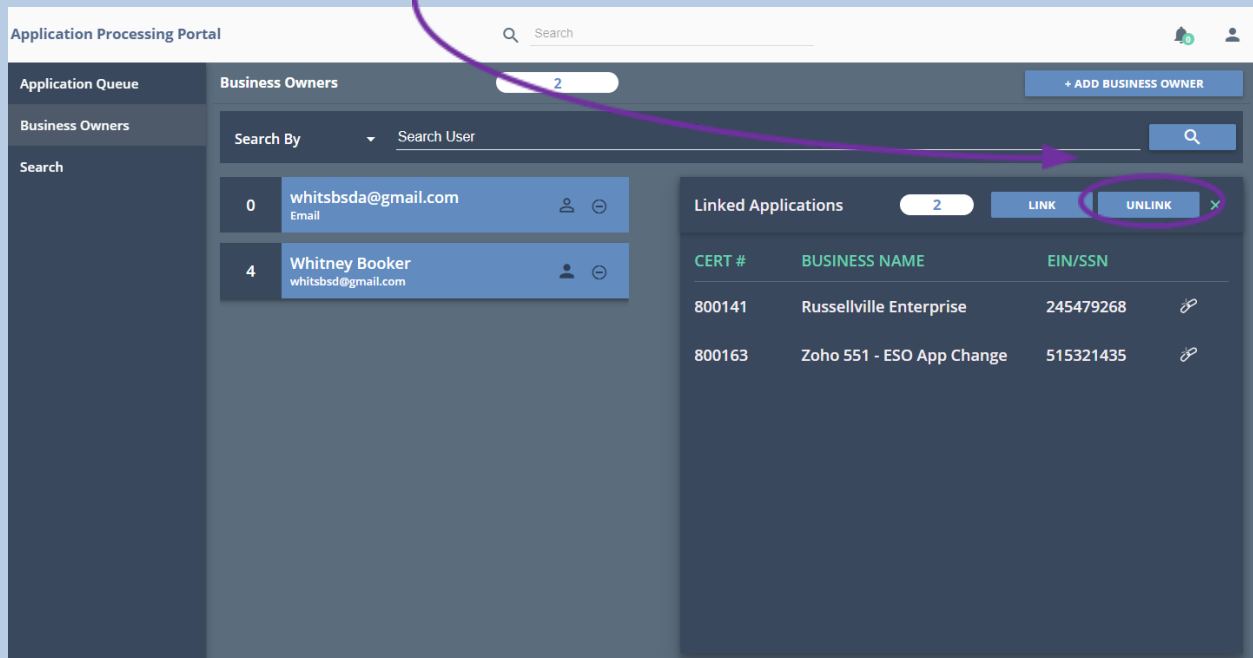 Application Processing Portal
Search
0
Application Queue
Business Owners
Search
Business Owners
2
+ ADD BUSINESS OWNER
Search By
Search User
0
whitsbsda@gmail.com
Email
4
Whitney Booker
whitsbsd@gmail.com
Linked Applications
2
LINK
UNLINK
CERT # BUSINESS NAME EIN/SSN
800141 Russellville Enterprise 245479268
800163 Zoho 551 - ESO App Change 515321435